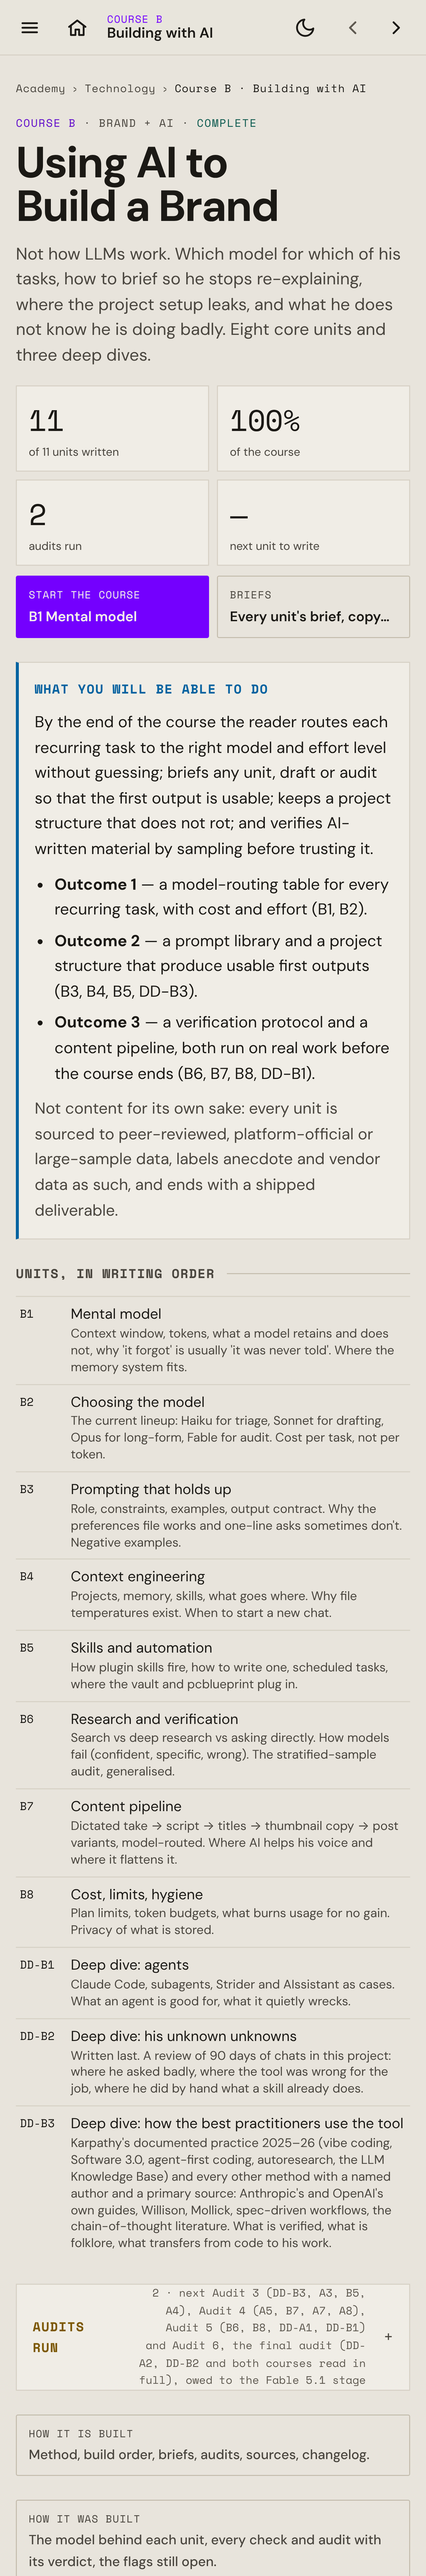 COURSE B
Building with AI
Academy › Technology › Course B · Building with AI
COURSE B · BRAND + AI · COMPLETE
Using AI to
Build a Brand
Not how LLMs work. Which model for which of his
tasks, how to brief so he stops re-explaining,
where the project setup leaks, and what he does
not know he is doing badly. Eight core units and
three deep dives.
11
of 11 units written
100%
of the course
2
audits run
—
next unit to write
START THE COURSE
B1 Mental model
BRIEFS
Every unit's brief, copy…
WHAT YOU WILL BE ABLE TO DO
By the end of the course the reader routes each
recurring task to the right model and effort level
without guessing; briefs any unit, draft or audit
so that the first output is usable; keeps a project
structure that does not rot; and verifies AI-
written material by sampling before trusting it.
• Outcome 1 — a model-routing table for every
recurring task, with cost and effort (B1, B2).
• Outcome 2 — a prompt library and a project
structure that produce usable first outputs
(B3, B4, B5, DD-B3).
• Outcome 3 — a verification protocol and a
content pipeline, both run on real work before
the course ends (B6, B7, B8, DD-B1).
Not content for its own sake: every unit is
sourced to peer-reviewed, platform-official or
large-sample data, labels anecdote and vendor
data as such, and ends with a shipped
deliverable.
UNITS, IN WRITING ORDER
B1 Mental model
Context window, tokens, what a model retains and does
not, why 'it forgot' is usually 'it was never told'. Where the
memory system fits.
B2 Choosing the model
The current lineup: Haiku for triage, Sonnet for drafting,
Opus for long-form, Fable for audit. Cost per task, not per
token.
B3 Prompting that holds up
Role, constraints, examples, output contract. Why the
preferences file works and one-line asks sometimes don't.
Negative examples.
B4 Context engineering
Projects, memory, skills, what goes where. Why file
temperatures exist. When to start a new chat.
B5 Skills and automation
How plugin skills fire, how to write one, scheduled tasks,
where the vault and pcblueprint plug in.
B6 Research and verification
Search vs deep research vs asking directly. How models
fail (confident, specific, wrong). The stratified-sample
audit, generalised.
B7 Content pipeline
Dictated take → script → titles → thumbnail copy → post
variants, model-routed. Where AI helps his voice and
where it flattens it.
B8 Cost, limits, hygiene
Plan limits, token budgets, what burns usage for no gain.
Privacy of what is stored.
DD-B1 Deep dive: agents
Claude Code, subagents, Strider and AIssistant as cases.
What an agent is good for, what it quietly wrecks.
DD-B2 Deep dive: his unknown unknowns
Written last. A review of 90 days of chats in this project:
where he asked badly, where the tool was wrong for the
job, where he did by hand what a skill already does.
DD-B3 Deep dive: how the best practitioners use the tool
Karpathy's documented practice 2025–26 (vibe coding,
Software 3.0, agent-first coding, autoresearch, the LLM
Knowledge Base) and every other method with a named
author and a primary source: Anthropic's and OpenAI's
own guides, Willison, Mollick, spec-driven workflows, the
chain-of-thought literature. What is verified, what is
folklore, what transfers from code to his work.
AUDITS
RUN
2 · next Audit 3 (DD-B3, A3, B5,
A4), Audit 4 (A5, B7, A7, A8),
Audit 5 (B6, B8, DD-A1, DD-B1)
and Audit 6, the final audit (DD-
A2, DD-B2 and both courses read in
full), owed to the Fable 5.1 stage
+
HOW IT IS BUILT
Method, build order, briefs, audits, sources, changelog.
HOW IT WAS BUILT
The model behind each unit, every check and audit with
its verdict, the flags still open.